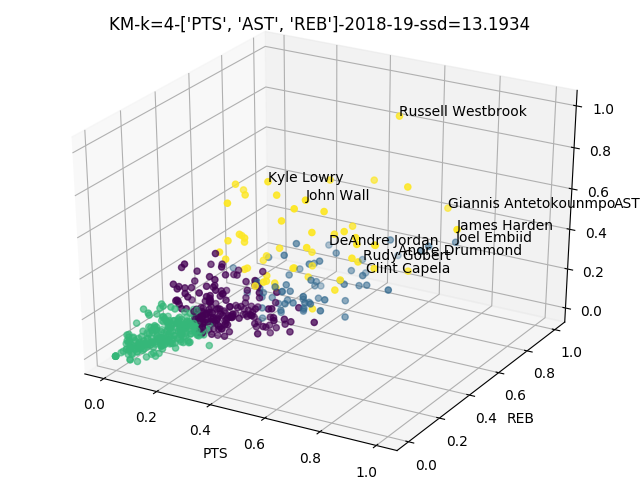 KM-k=4-['PTS', 'AST', 'REB']-2018-19-ssd=13.1934
Russell Westbrook
Kyle Lowry
John Wall
Giannis Antetokounmpo
AST
James Harden
Joel Embid
DeAndre Jordan
Andre Drummond
Rudy Gobert
Clint Capela
1.0
0.8
0.6
0.4
0.2
0.0
0.0
0.2
0.4
0.6
0.8
1.0
PTS
0.0
0.2
0.4
0.6
0.8
1.0
REB